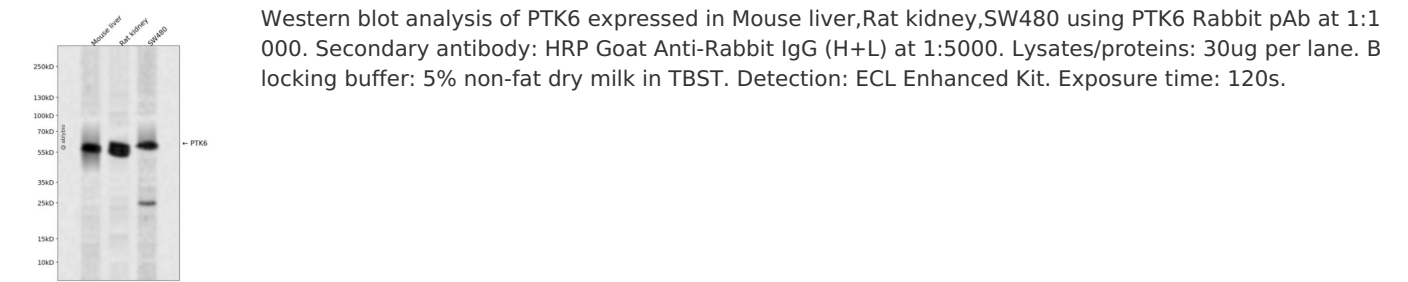 Mouse liver
Rat kidney
SW480
250kD
130kD
100kD
70kD
55kD
35kD
25kD
15kD
10kD
@ abybro
← PTK6
Western blot analysis of PTK6 expressed in Mouse liver,Rat kidney,SW480 using PTK6 Rabbit pAb at 1:1
000. Secondary antibody: HRP Goat Anti-Rabbit IgG (H+L) at 1:5000. Lysates/proteins: 30ug per lane. B
locking buffer: 5% non-fat dry milk in TBST. Detection: ECL Enhanced Kit. Exposure time: 120s.